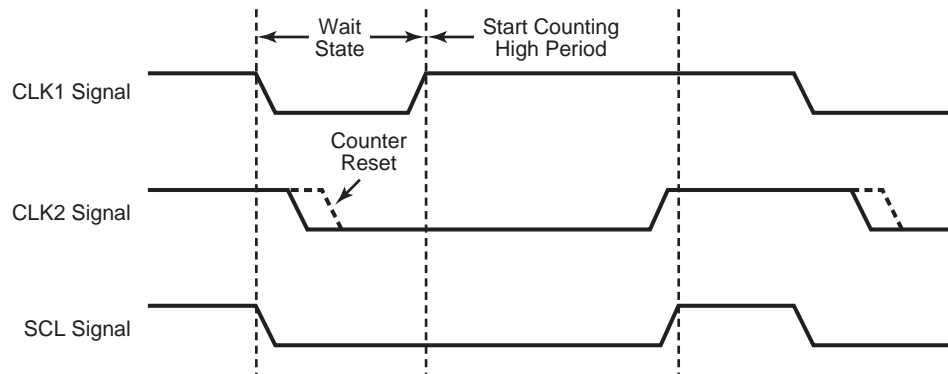 Wait
State
Start Counting
High Period
CLK1 Signal
Counter
Reset
CLK2 Signal
SCL Signal